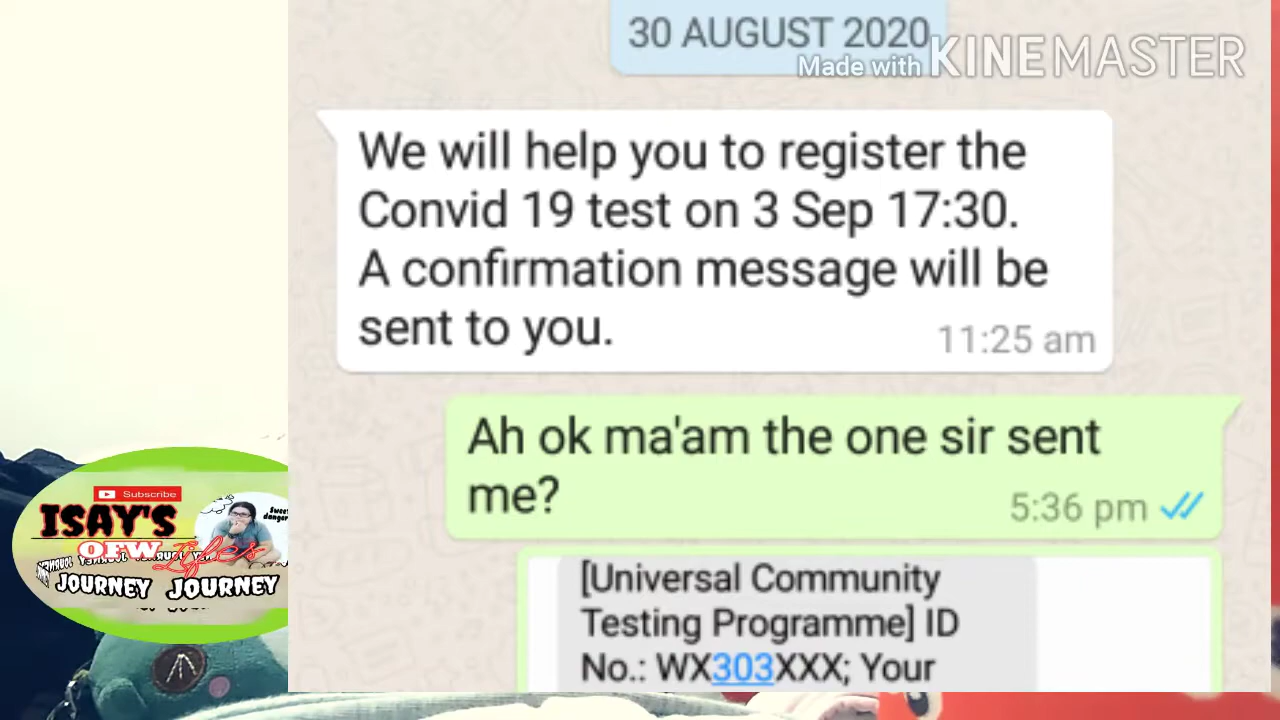 30 AUGUST 2020
Made with KINEMASTER
We will help you to register the
Convid 19 test on 3 Sep 17:30.
A confirmation message will be
sent to you.
11:25 am
Ah ok ma'am the one sir sent
me?
5:36 pm
[Universal Community
Testing Programme] ID
No.: WX303XXX; Your
Subscribe
ISAY'S
OFW Lifes
JOURNEY JOURNEY